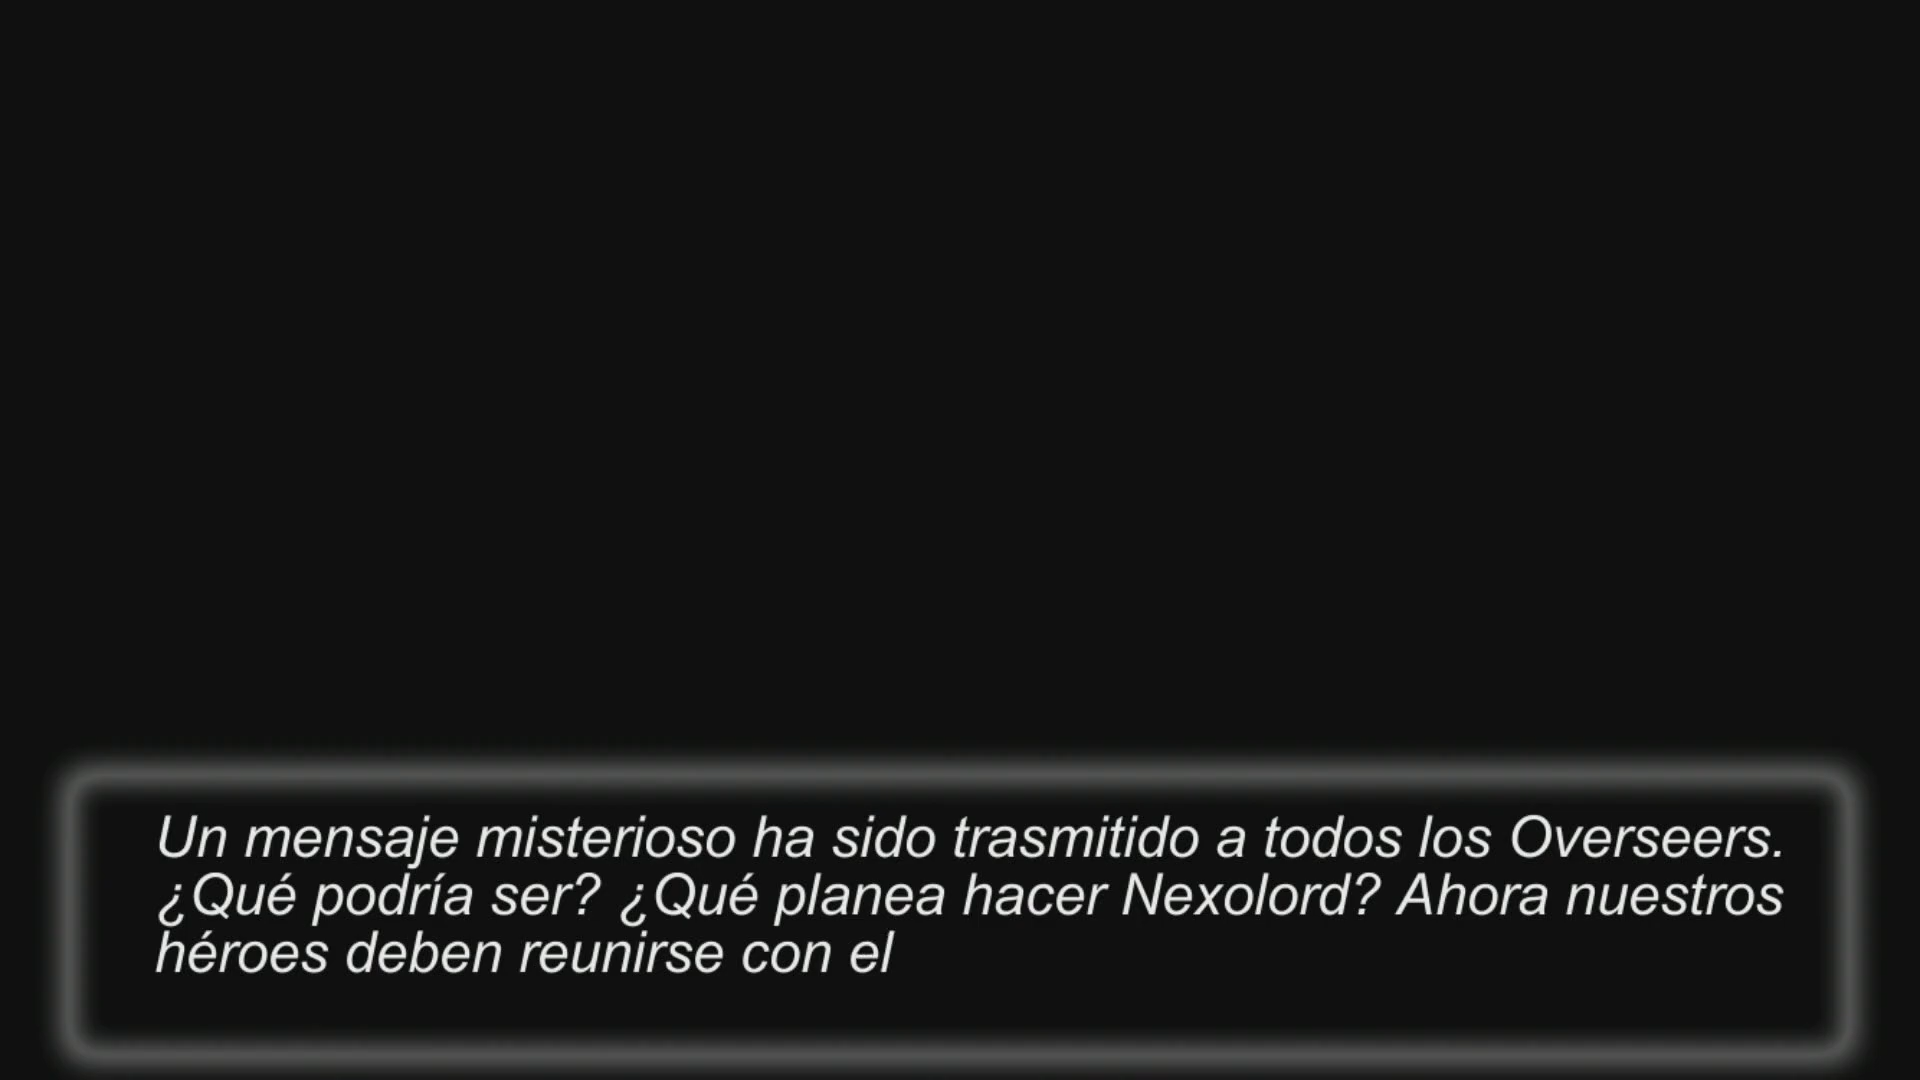 Un mensaje misterioso ha sido trasmitido a todos los Overseers.
¿Qué podría ser? ¿Qué planea hacer Nexolord? Ahora nuestros
héroes deben reunirse con el